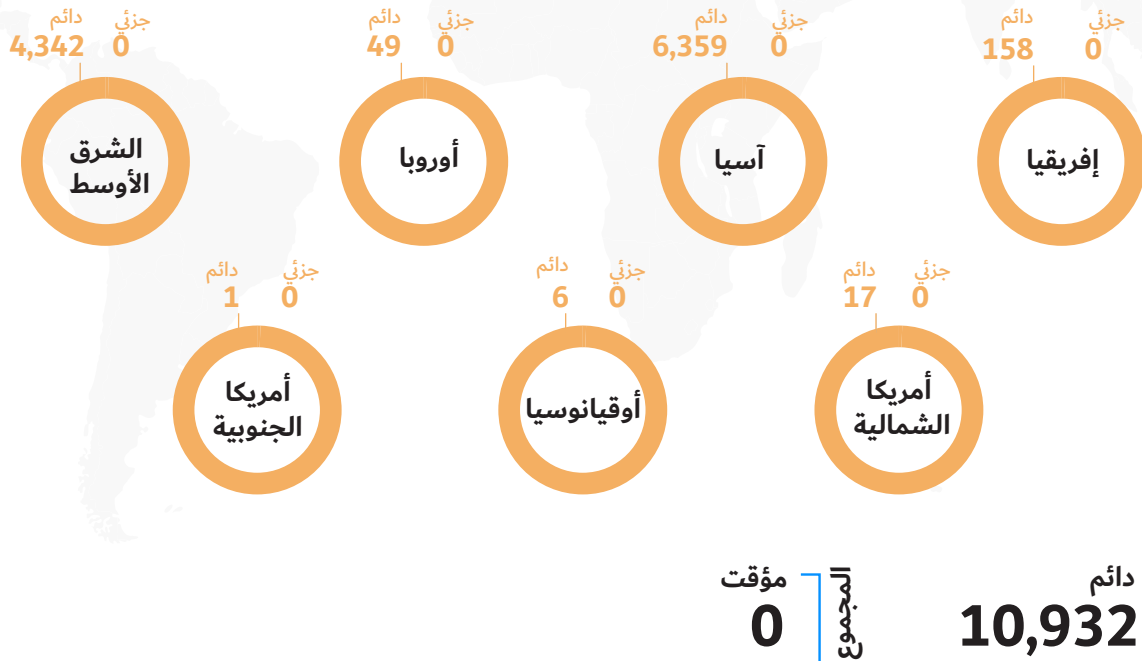 جزئي دائم
0 158
إفريقيا
جزئي دائم
0 6,359
آسيا
جزئي دائم
0 49
أوروبا
جزئي دائم
0 4,342
الشرق
الأوسط
جزئي دائم
0 17
أمريكا
الشمالية
جزئي دائم
0 6
أوقيانوسيا
جزئي دائم
0 1
أمريكا
الجنوبية
دائم
10,932
المجموع
مؤقت
0